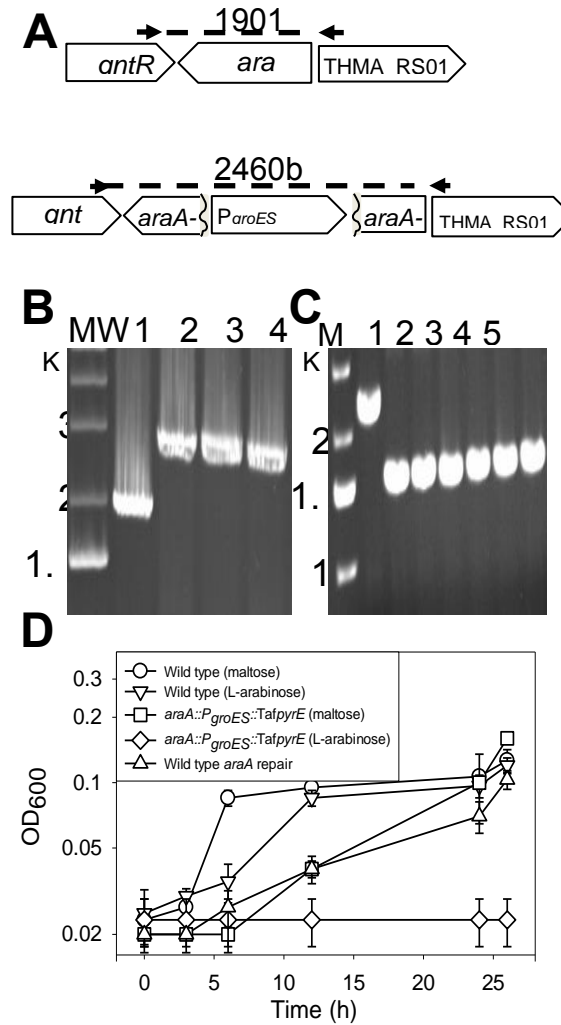 A
1901
antR
ara
THMA RS01
2460b
ant
araA-
ParoES
araA-
THMA RS01
B
C
MW 1 2 3 4
M 1 2 3 4 5
K
K
3
2
1.
2
1.
1
D
Wild type (maltose)
Wild type (L-arabinose)
araA::PgroES::TafpyrE (maltose)
araA::PgroES::TafpyrE (L-arabinose)
Wild type araA repair
0.3
0.2
0.1
0.05
0.02
OD600
0 5 10 15 20 25
Time (h)